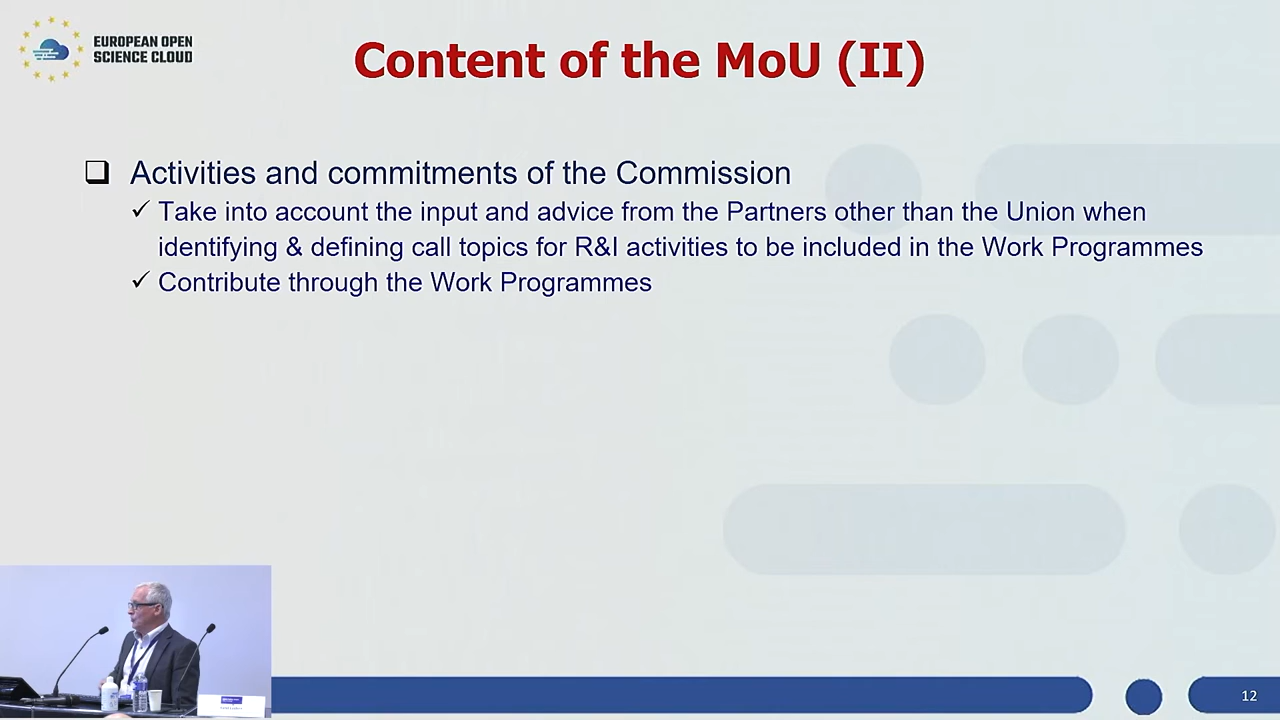 EUROPEAN OPEN
SCIENCE CLOUD
Content of the MoU (II)
Activities and commitments of the Commission
Take into account the input and advice from the Partners other than the Union when
identifying & defining call topics for R&I activities to be included in the Work Programmes
Contribute through the Work Programmes
12